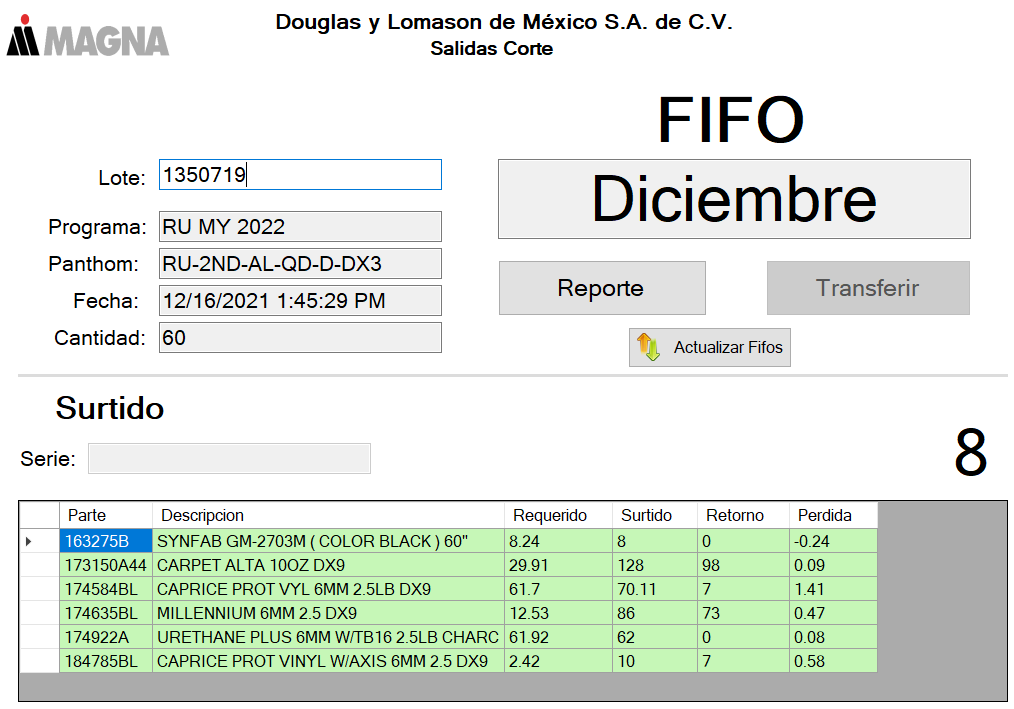 MAGNA
Douglas y Lomason de México S.A. de C.V.
Salidas Corte
FIFO
Lote: 1350719
Diciembre
Programa: RU MY 2022
Panthom: RU-2ND-AL-QD-D-DX3
Fecha: 12/16/2021 1:45:29 PM
Cantidad: 60
Reporte Transferir
Actualizar Fifos
Surtido
Serie:
8
Parte Descripcion Requerido Surtido Retorno Perdida
163275B SYNFAB GM-2703M ( COLOR BLACK ) 60" 8.24 8 0 -0.24
173150A44 CARPET ALTA 10OZ DX9 29.91 128 98 0.09
174584BL CAPRICE PROT VYL 6MM 2.5LB DX9 61.7 70.11 7 1.41
174635BL MILLENNIUM 6MM 2.5 DX9 12.53 86 73 0.47
174922A URETHANE PLUS 6MM W/TB16 2.5LB CHARC 61.92 62 0 0.08
184785BL CAPRICE PROT VINYL W/AXIS 6MM 2.5 DX9 2.42 10 7 0.58